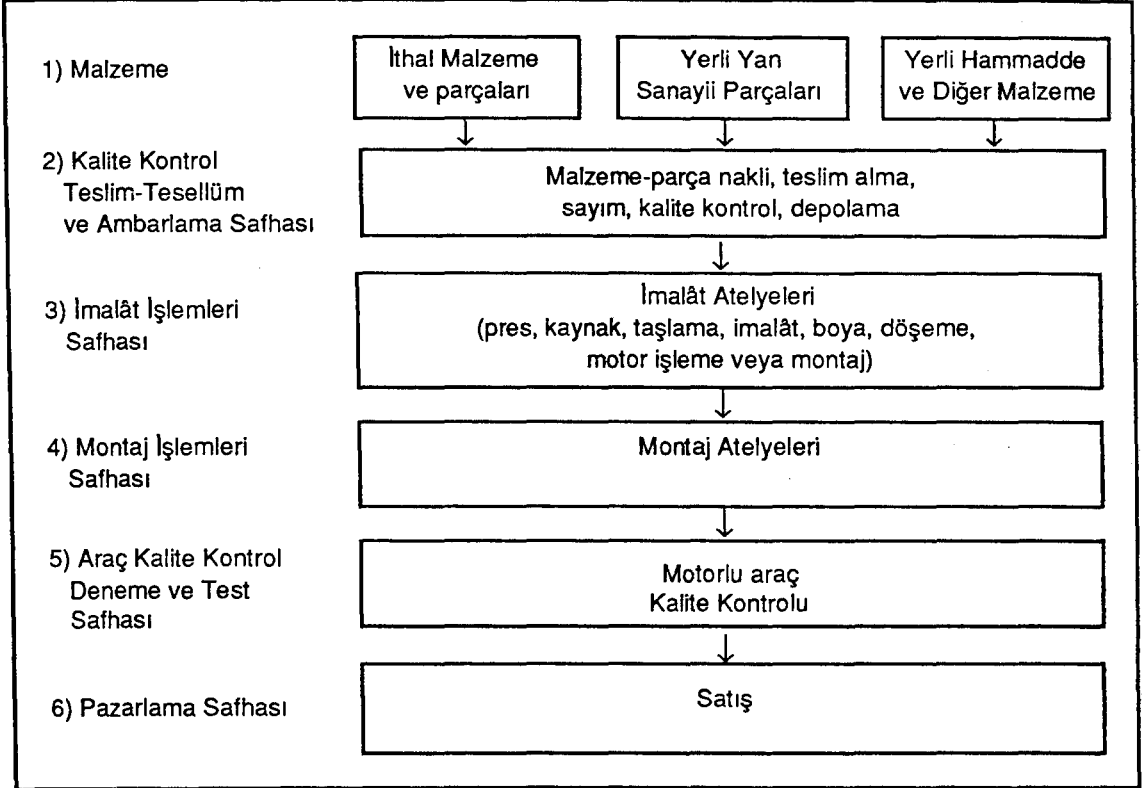 1) Malzeme
İthal Malzeme
ve parçaları
Yerli Yan
Sanayii Parçaları
Yerli Hammadde
ve Diğer Malzeme
2) Kalite Kontrol
Teslim-Tesellüm
ve Ambarlama Safhası
Malzeme-parça nakli, teslim alma,
sayım, kalite kontrol, depolama
3) İmalât İşlemleri
Safhası
İmalât Atelyeleri
(pres, kaynak, taşlama, imalât, boya, döşeme,
motor işleme veya montaj)
4) Montaj İşlemleri
Safhası
Montaj Atelyeleri
5) Araç Kalite Kontrol
Deneme ve Test
Safhası
Motorlu araç
Kalite Kontrolu
6) Pazarlama Safhası
Satış